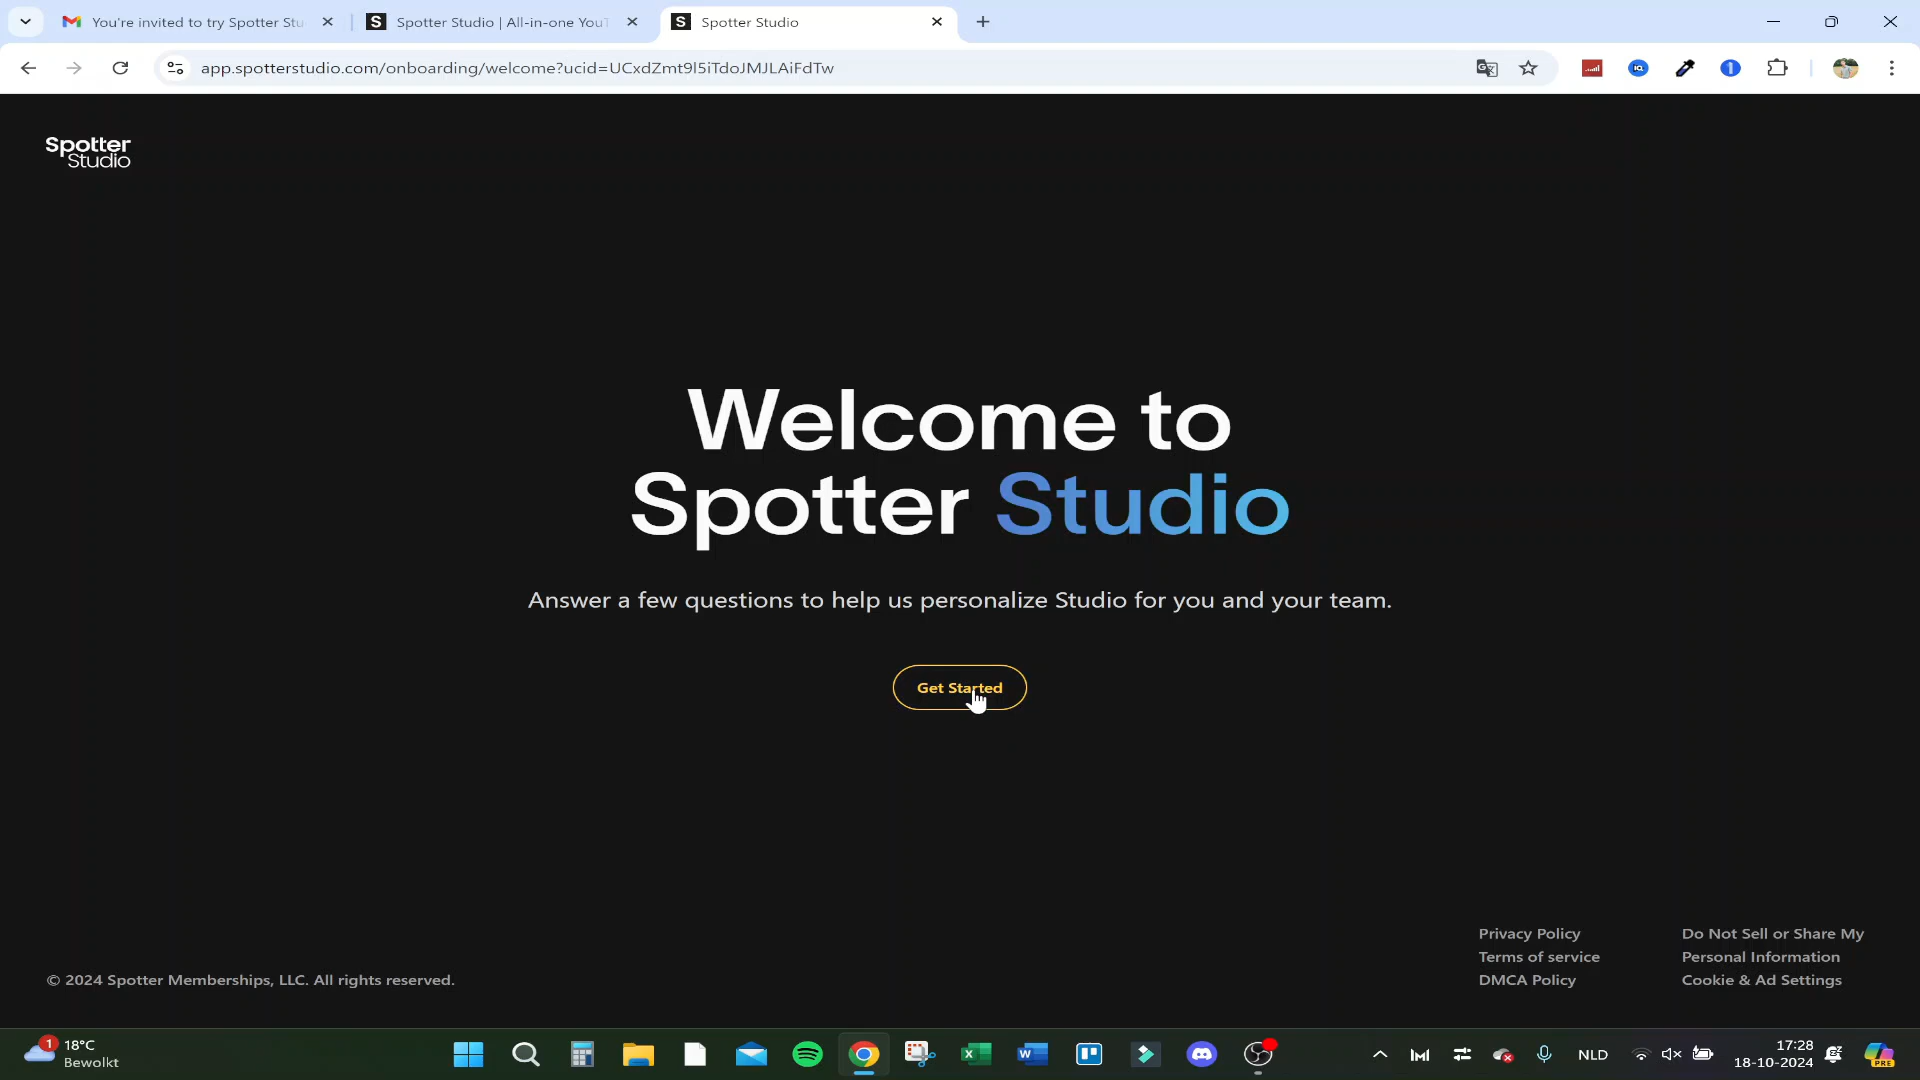 You're invited to try Spotter Stu
Spotter Studio | All-in-one YouT
Spotter Studio
app.spotterstudio.com/onboarding/welcome?ucid=UCxdZmt9l5iTdoJMJLAiFdTw
Spotter
Studio
Welcome to
Spotter Studio
Answer a few questions to help us personalize Studio for you and your team.
Get Started
Privacy Policy
Terms of service
DMCA Policy
Do Not Sell or Share My
Personal Information
Cookie & Ad Settings
© 2024 Spotter Memberships, LLC. All rights reserved.
1
18°C
Bewolkt
NLD
17:28
18-10-2024
PRE